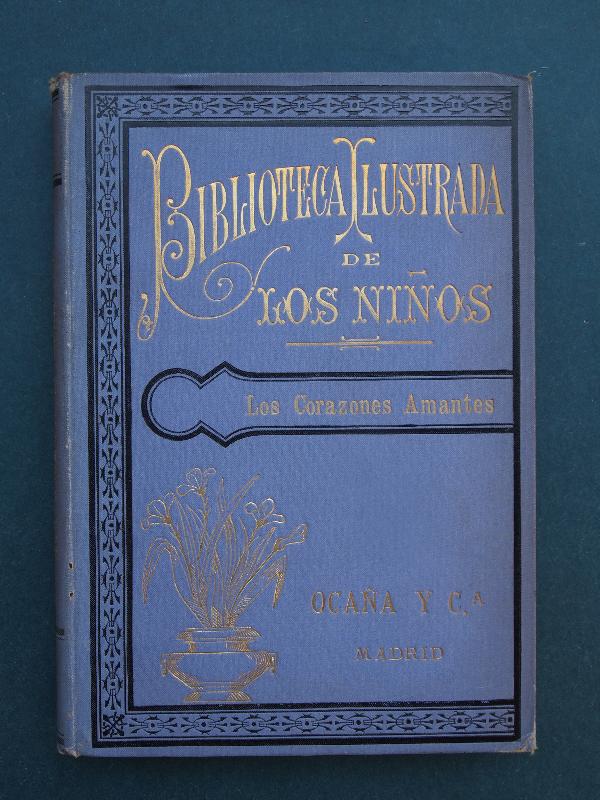 BIBLIOTECA ILUSTRADA
DE
LOS NIÑOS
Los Corazones Amantes
OCAÑA Y C.A
MADRID